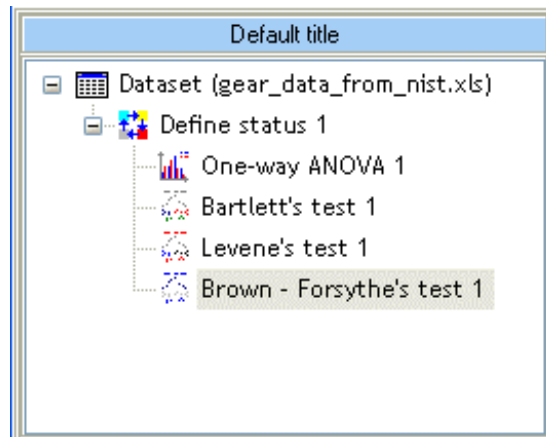 Default title
Dataset (gear_data_from_nist.xls)
Define status 1
One-way ANOVA 1
Bartlett's test 1
Levene's test 1
Brown - Forsythe's test 1